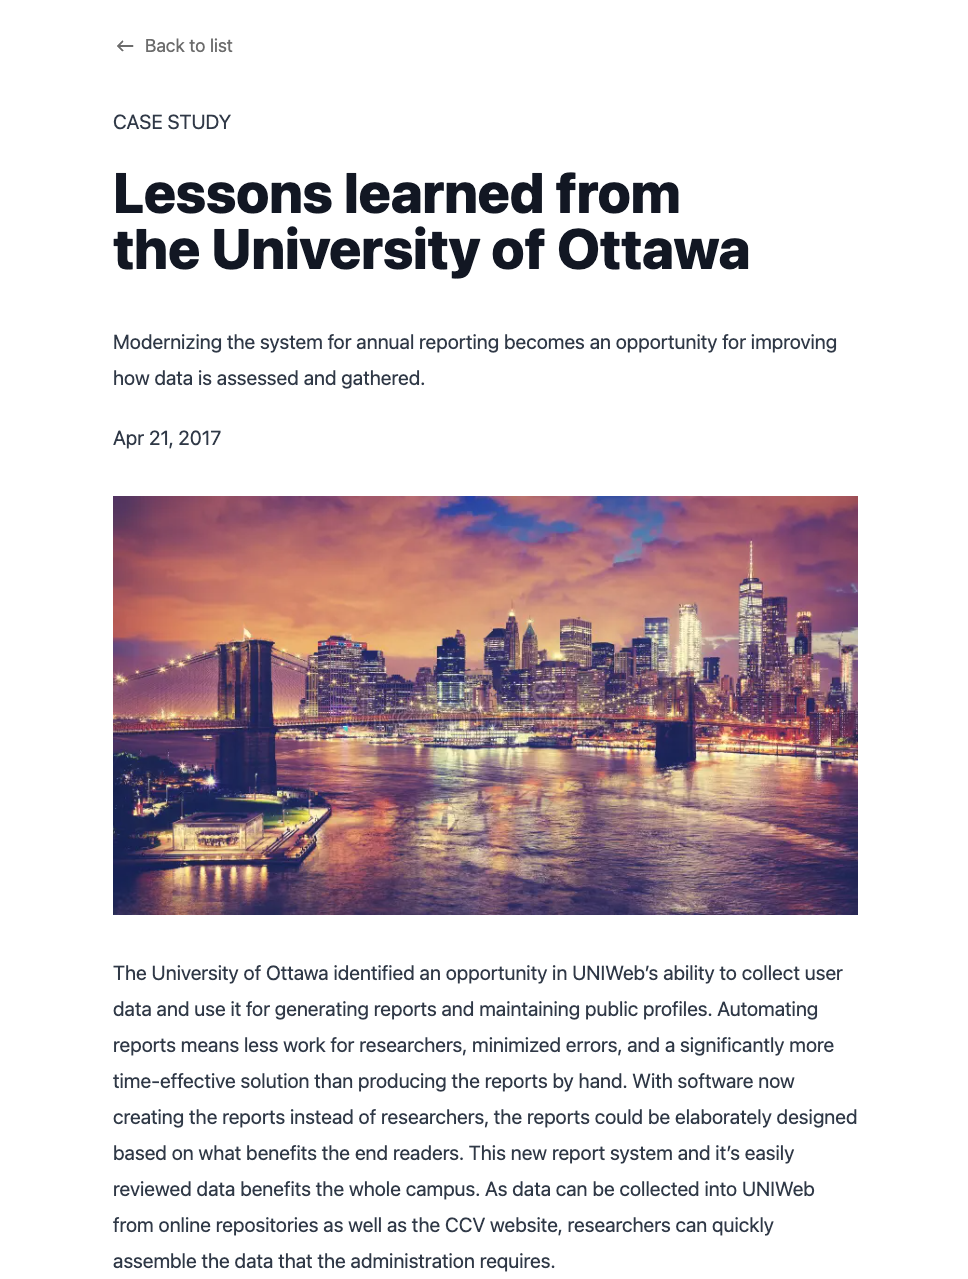 ← Back to list
CASE STUDY
Lessons learned from
the University of Ottawa
Modernizing the system for annual reporting becomes an opportunity for improving
how data is assessed and gathered.
Apr 21, 2017
The University of Ottawa identified an opportunity in UNIWeb’s ability to collect user
data and use it for generating reports and maintaining public profiles. Automating
reports means less work for researchers, minimized errors, and a significantly more
time-effective solution than producing the reports by hand. With software now
creating the reports instead of researchers, the reports could be elaborately designed
based on what benefits the end readers. This new report system and it’s easily
reviewed data benefits the whole campus. As data can be collected into UNIWeb
from online repositories as well as the CCV website, researchers can quickly
assemble the data that the administration requires.